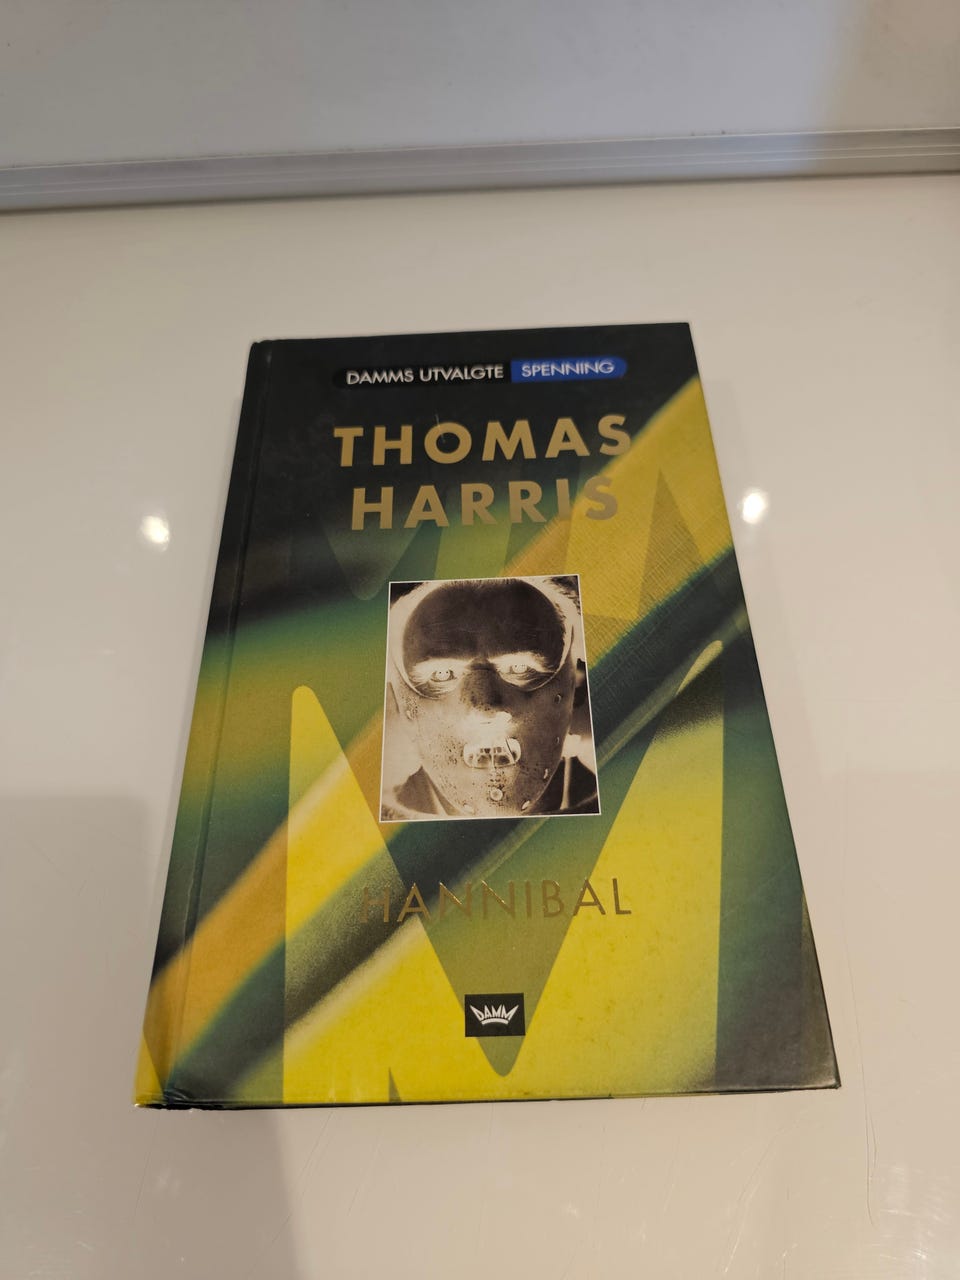 DAMMS UTVALGTE SPENNING
THOMAS
HARRIS
HANNIBAL
DAMM